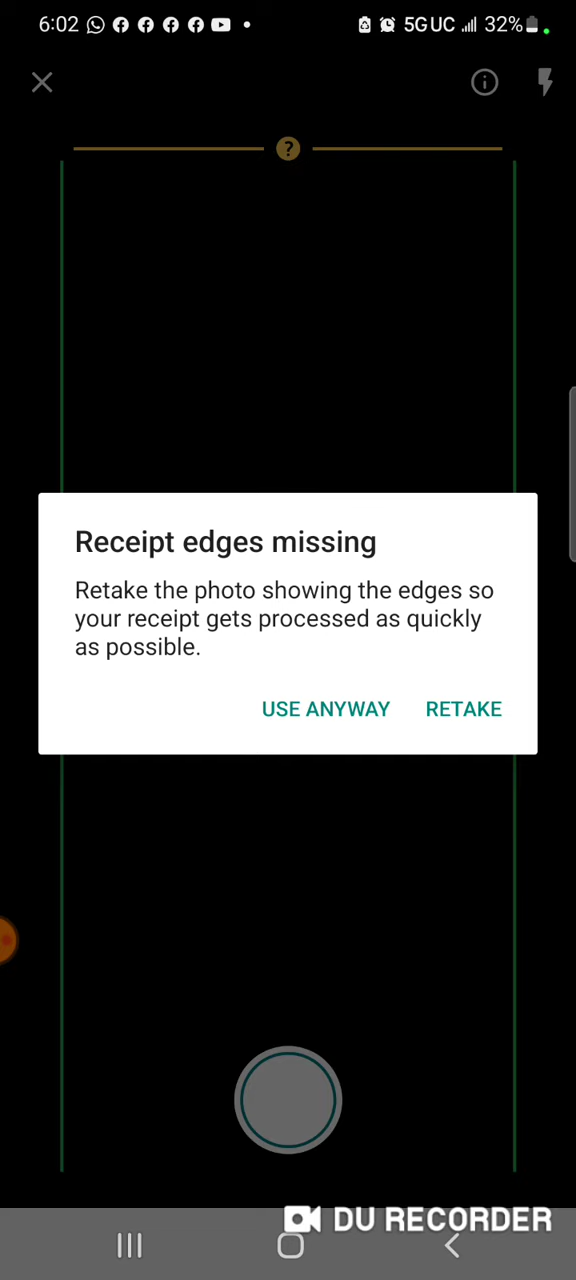 6:02 5G UC 32%
?
Receipt edges missing
Retake the photo showing the edges so
your receipt gets processed as quickly
as possible.
USE ANYWAY RETAKE
DU RECORDER